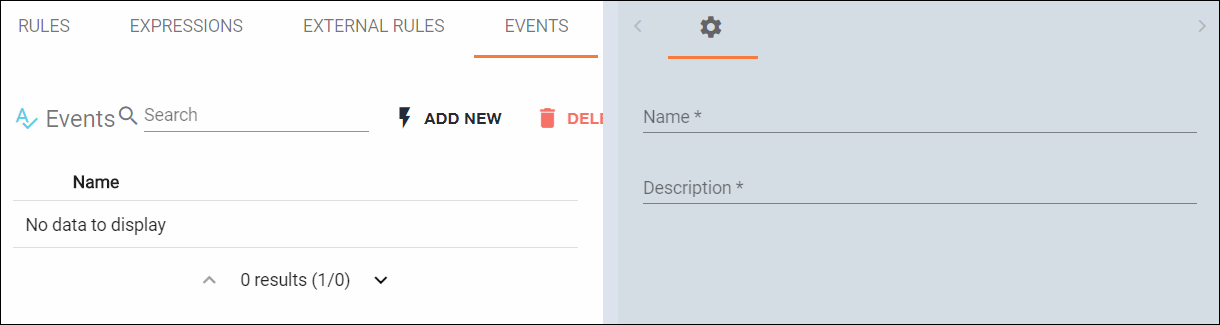 RULES EXPRESSIONS EXTERNAL RULES EVENTS
Events Search ADD NEW DELE
Name
No data to display
0 results (1/0)
Name *
Description *